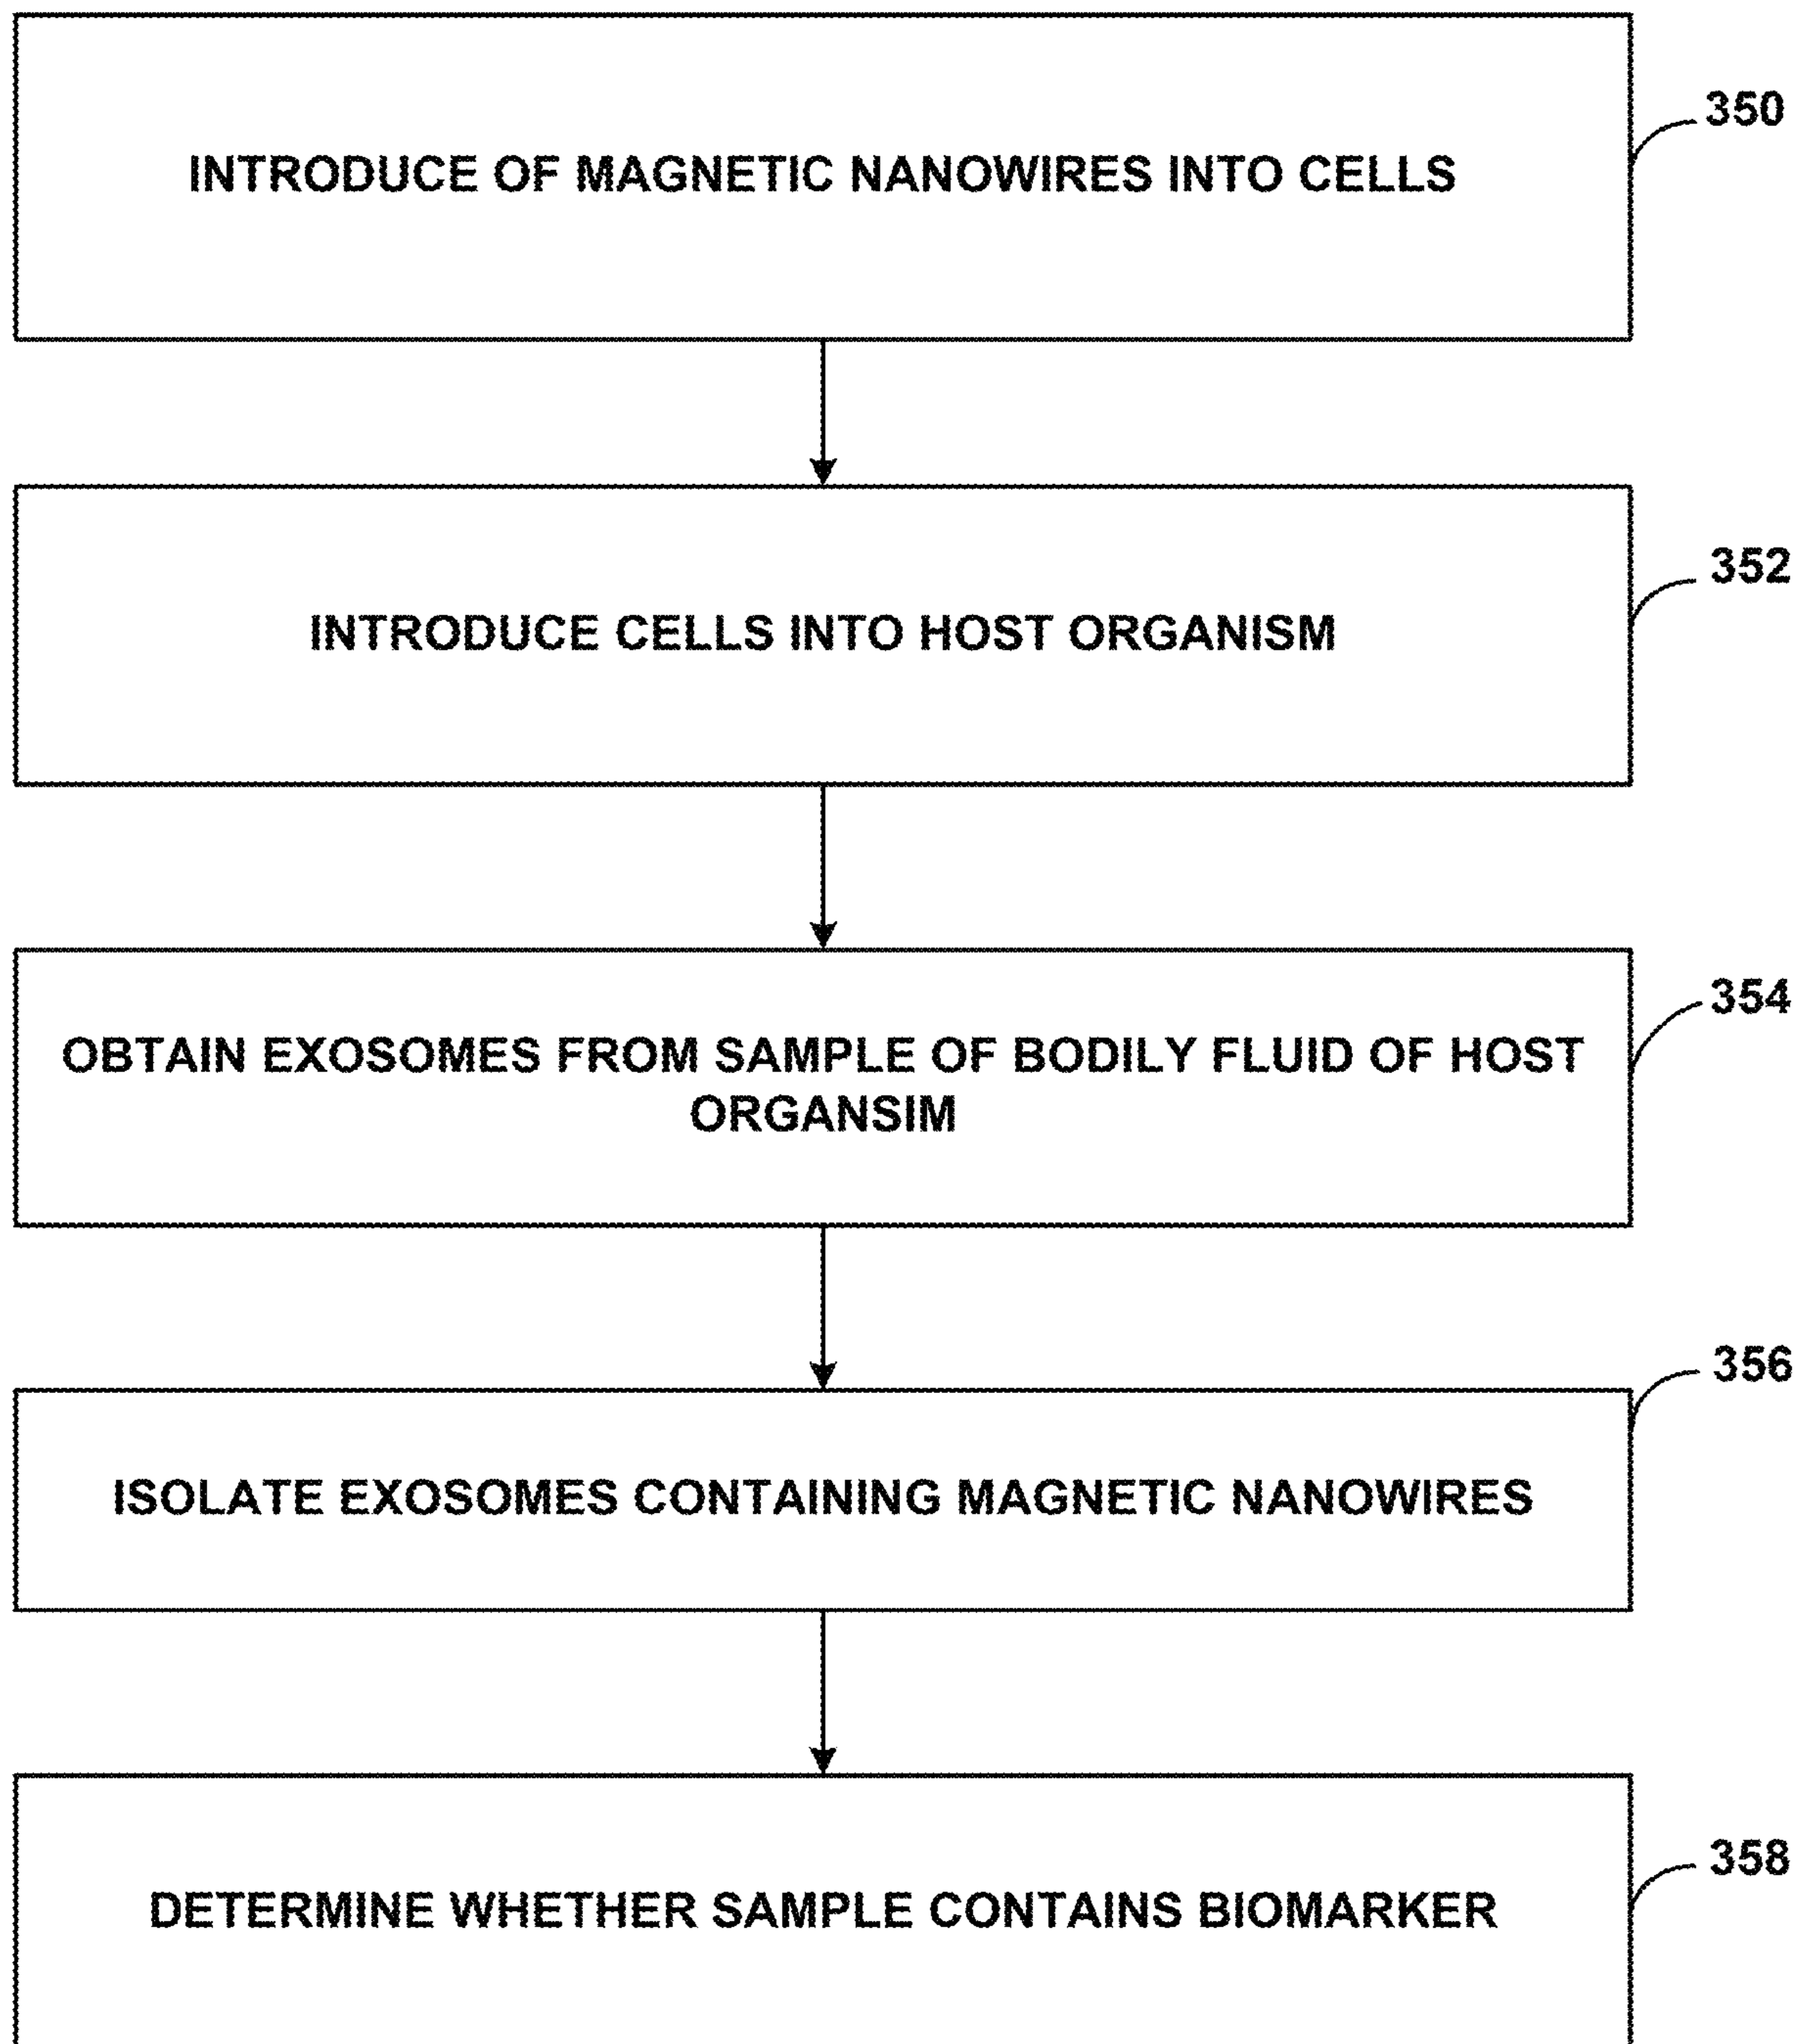 350
INTRODUCE OF MAGNETIC NANOWIRES INTO CELLS
352
INTRODUCE CELLS INTO HOST ORGANISM
354
OBTAIN EXOSOMES FROM SAMPLE OF BODILY FLUID OF HOST
ORGANSIM
356
ISOLATE EXOSOMES CONTAINING MAGNETIC NANOWIRES
358
DETERMINE WHETHER SAMPLE CONTAINS BIOMARKER